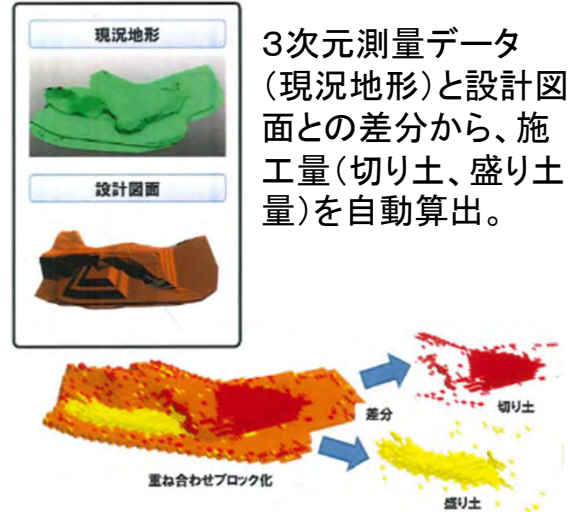 現況地形
設計図面
3次元測量データ
(現況地形)と設計図
面との差分から、施
工量(切り土、盛り土
量)を自動算出。
重ね合わせブロック化
差分
切り土
盛り土